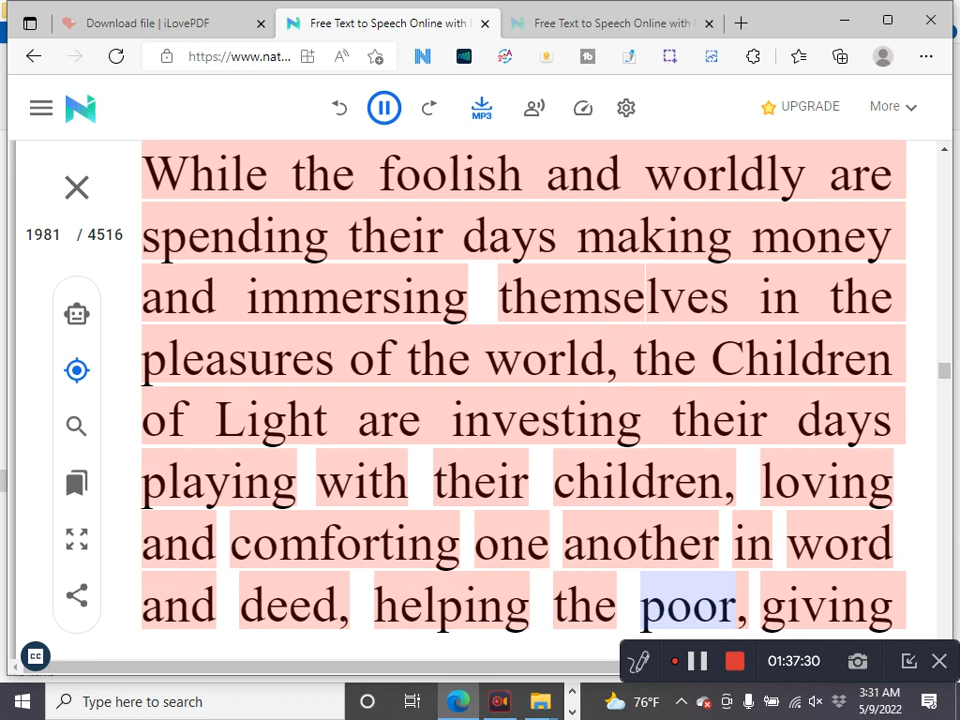 Download file | iLovePDF
Free Text to Speech Online with
Free Text to Speech Online with
https://www.nat...
UPGRADE
More
MP3
1981 / 4516
While the foolish and worldly are
spending their days making money
and immersing themselves in the
pleasures of the world, the Children
of Light are investing their days
playing with their children, loving
and comforting one another in word
and deed, helping the poor, giving
CC
01:37:30
Type here to search
76°F
3:31 AM
5/9/2022